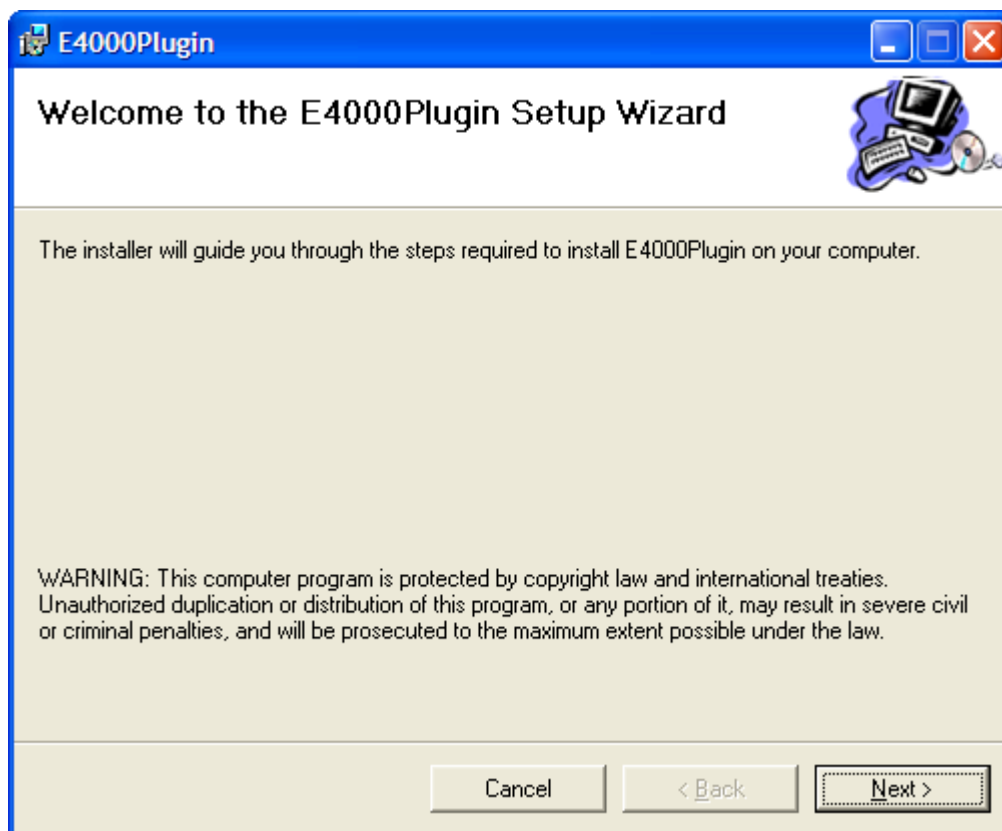 E4000Plugin
Welcome to the E4000Plugin Setup Wizard
The installer will guide you through the steps required to install E4000Plugin on your computer.
WARNING: This computer program is protected by copyright law and international treaties.
Unauthorized duplication or distribution of this program, or any portion of it, may result in severe civil
or criminal penalties, and will be prosecuted to the maximum extent possible under the law.
Cancel < Back Next >